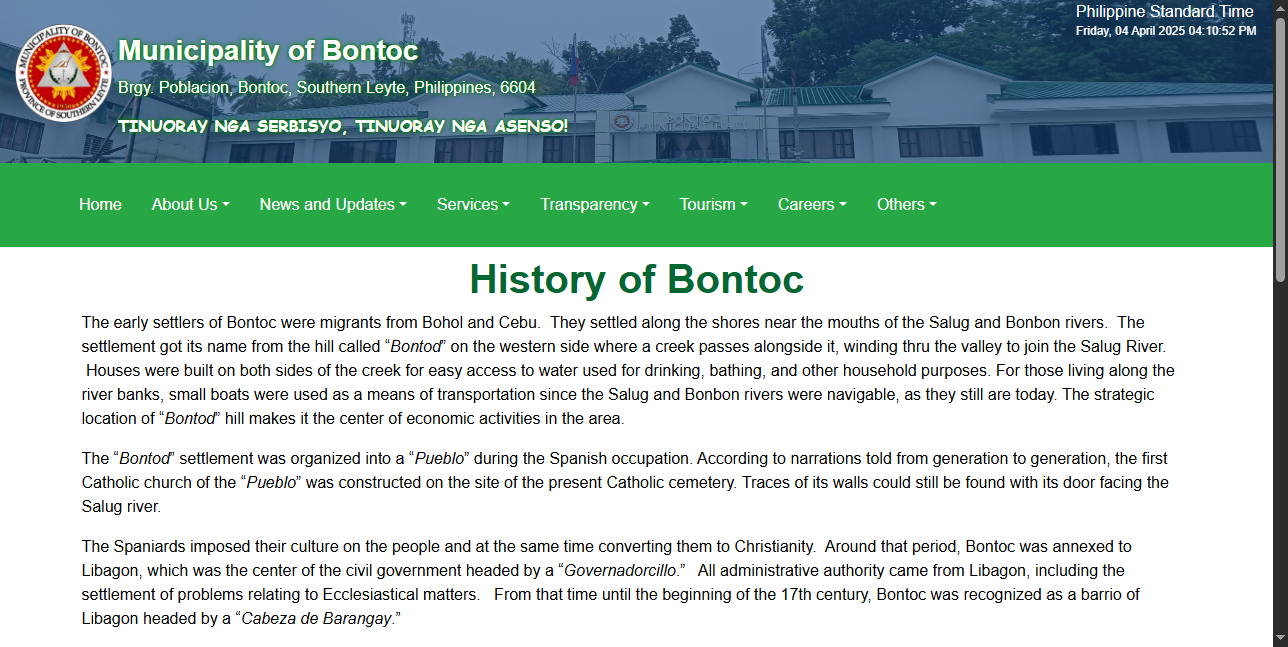 Philippine Standard Time
Friday, 04 April 2025 04:10:52 PM
MUNICIPALITY OF BONTOC
PROVINCE OF SOUTHERN LEYTE
Municipality of Bontoc
Brgy. Poblacion, Bontoc, Southern Leyte, Philippines, 6604
TINUORAY NGA SERBISYO, TINUORAY NGA ASENSO!
BONTOC
Home About Us News and Updates Services Transparency Tourism Careers Others
History of Bontoc
The early settlers of Bontoc were migrants from Bohol and Cebu.  They settled along the shores near the mouths of the Salug and Bonbon rivers.  The
settlement got its name from the hill called “Bontod” on the western side where a creek passes alongside it, winding thru the valley to join the Salug River.
Houses were built on both sides of the creek for easy access to water used for drinking, bathing, and other household purposes. For those living along the
river banks, small boats were used as a means of transportation since the Salug and Bonbon rivers were navigable, as they still are today. The strategic
location of “Bontod” hill makes it the center of economic activities in the area.
The “Bontod” settlement was organized into a “Pueblo” during the Spanish occupation. According to narrations told from generation to generation, the first
Catholic church of the “Pueblo” was constructed on the site of the present Catholic cemetery. Traces of its walls could still be found with its door facing the
Salug river.
The Spaniards imposed their culture on the people and at the same time converting them to Christianity.  Around that period, Bontoc was annexed to
Libagon, which was the center of the civil government headed by a “Governadorcillo.”   All administrative authority came from Libagon, including the
settlement of problems relating to Ecclesiastical matters.   From that time until the beginning of the 17th century, Bontoc was recognized as a barrio of
Libagon headed by a “Cabeza de Barangay.”